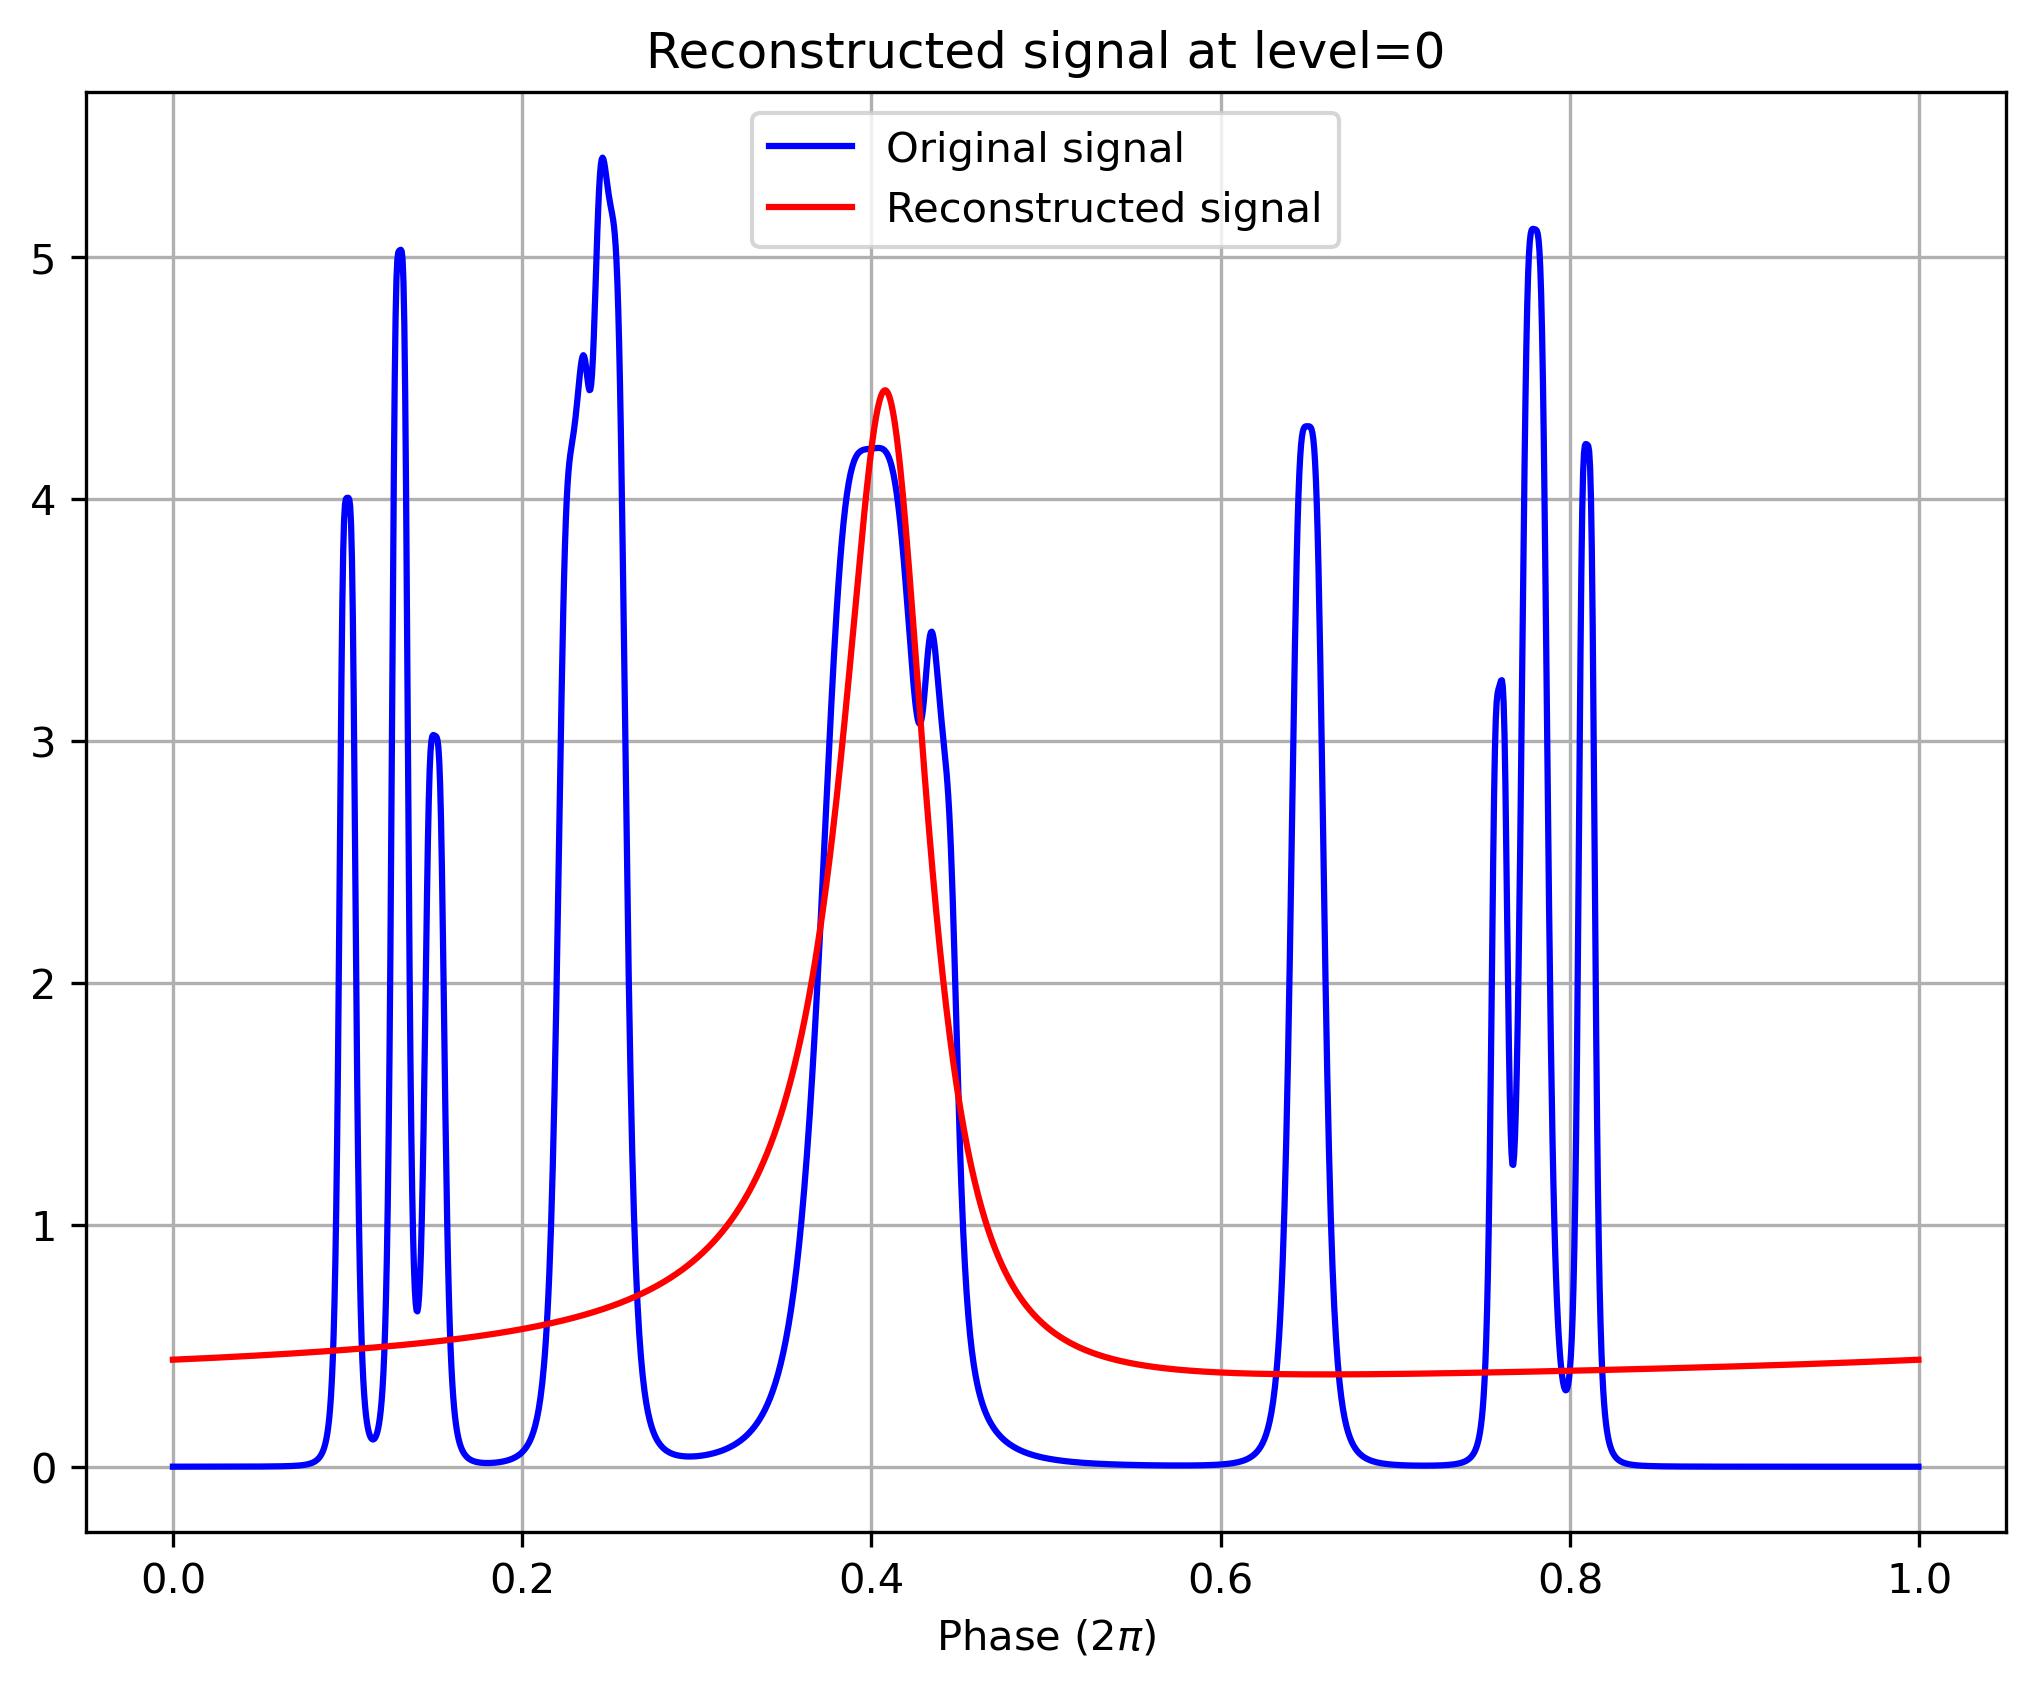 Reconstructed signal at level=0
Original signal
Reconstructed signal
5
4
3
2
1
0
0.0 0.2 0.4 0.6 0.8 1.0
Phase (2π)